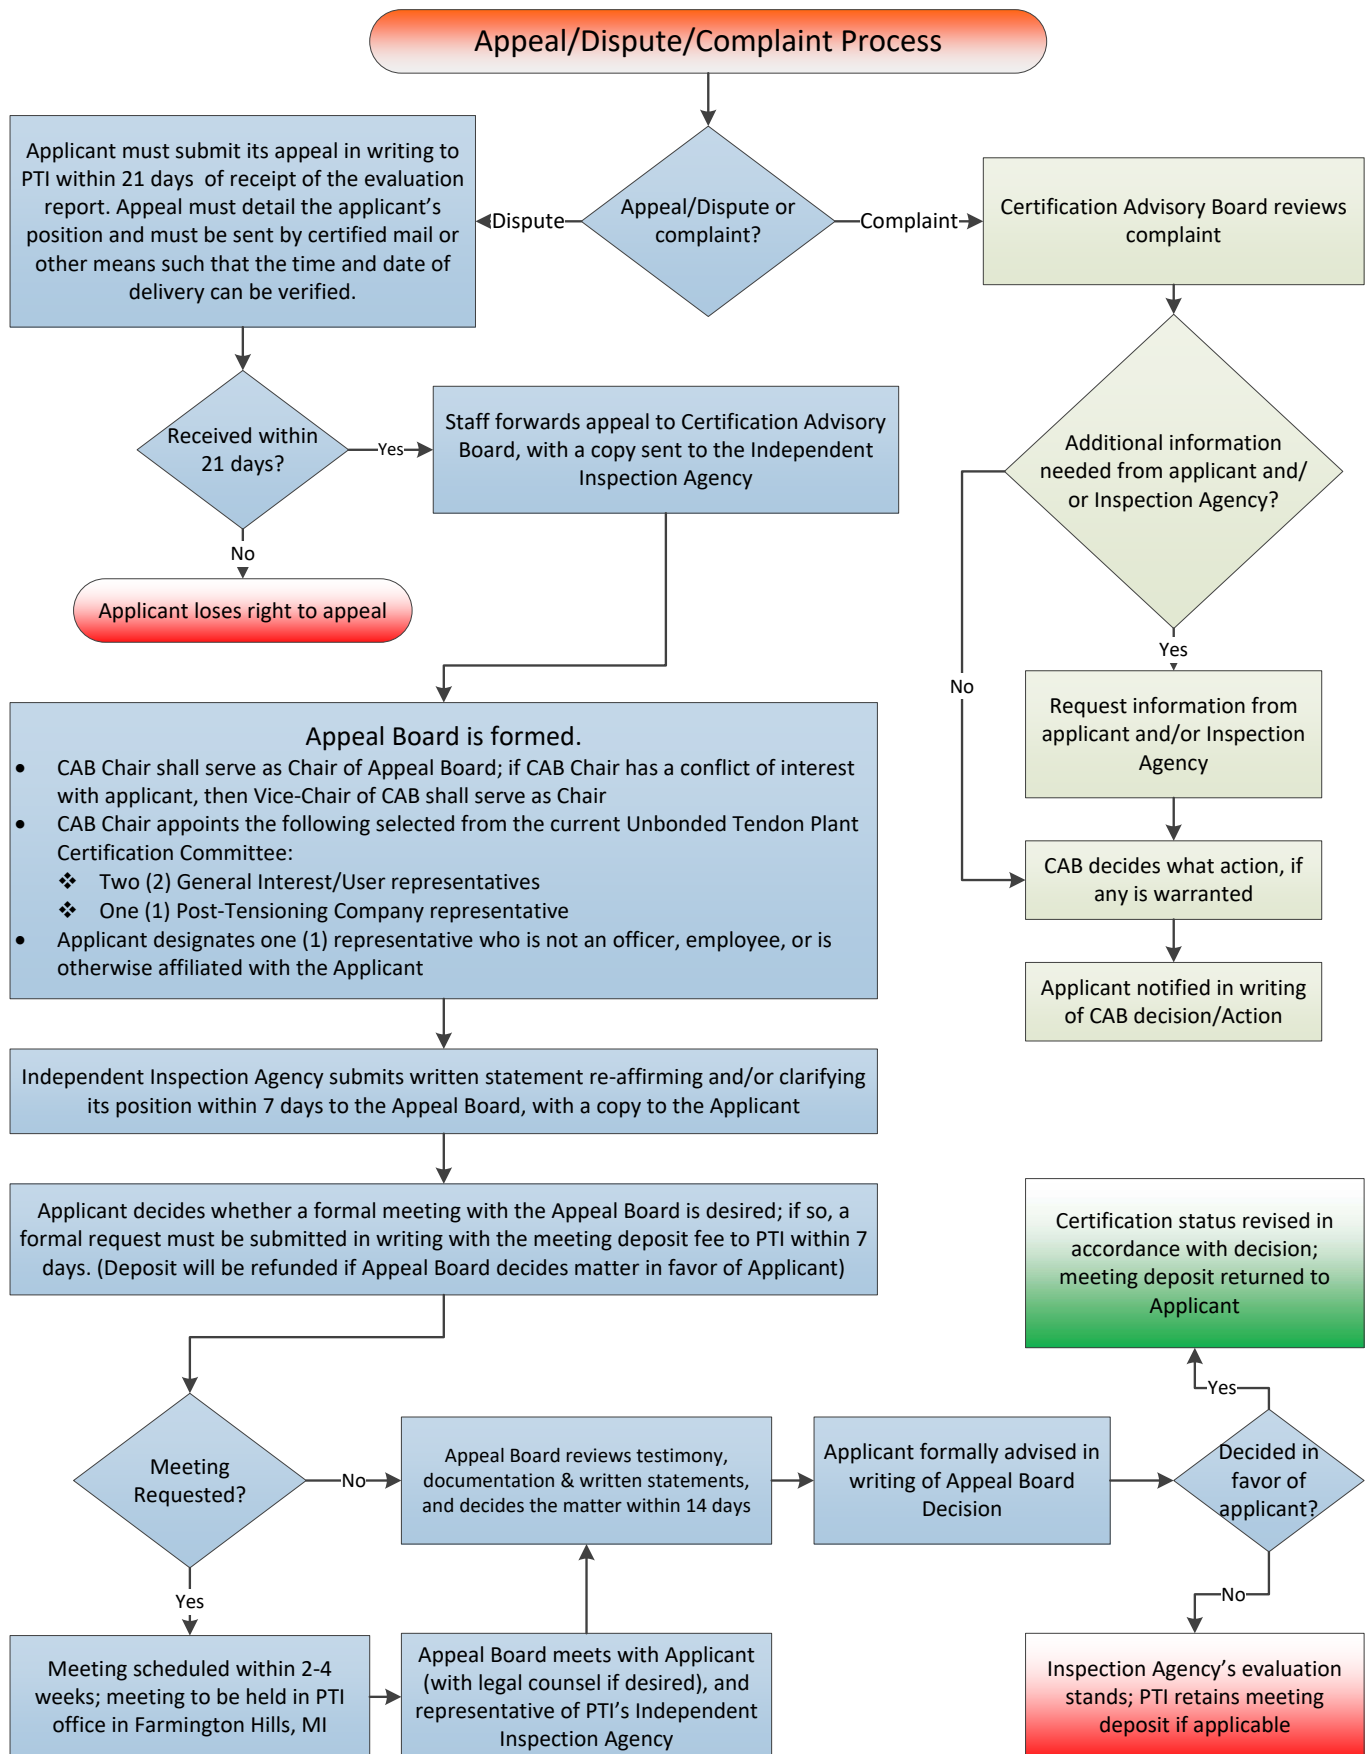 Appeal/Dispute/Complaint Process
Applicant must submit its appeal in writing to
PTI within 21 days  of receipt of the evaluation
report. Appeal must detail the applicant's
position and must be sent by certified mail or
other means such that the time and date of
delivery can be verified.
Dispute
Appeal/Dispute or
complaint?
Complaint
Certification Advisory Board reviews
complaint
Received within
21 days?
Yes
Staff forwards appeal to Certification Advisory
Board, with a copy sent to the Independent
Inspection Agency
No
Applicant loses right to appeal
Additional information
needed from applicant and/
or Inspection Agency?
Yes
No
Request information from
applicant and/or Inspection
Agency
CAB decides what action, if
any is warranted
Applicant notified in writing
of CAB decision/Action
Appeal Board is formed.
• CAB Chair shall serve as Chair of Appeal Board; if CAB Chair has a conflict of interest
with applicant, then Vice-Chair of CAB shall serve as Chair
• CAB Chair appoints the following selected from the current Unbonded Tendon Plant
Certification Committee:
❖ Two (2) General Interest/User representatives
❖ One (1) Post-Tensioning Company representative
• Applicant designates one (1) representative who is not an officer, employee, or is
otherwise affiliated with the Applicant
Independent Inspection Agency submits written statement re-affirming and/or clarifying
its position within 7 days to the Appeal Board, with a copy to the Applicant
Applicant decides whether a formal meeting with the Appeal Board is desired; if so, a
formal request must be submitted in writing with the meeting deposit fee to PTI within 7
days. (Deposit will be refunded if Appeal Board decides matter in favor of Applicant)
Meeting
Requested?
No
Appeal Board reviews testimony,
documentation & written statements,
and decides the matter within 14 days
Applicant formally advised in
writing of Appeal Board
Decision
Decided in
favor of
applicant?
Yes
Certification status revised in
accordance with decision;
meeting deposit returned to
Applicant
No
Inspection Agency's evaluation
stands; PTI retains meeting
deposit if applicable
Yes
Meeting scheduled within 2-4
weeks; meeting to be held in PTI
office in Farmington Hills, MI
Appeal Board meets with Applicant
(with legal counsel if desired), and
representative of PTI's Independent
Inspection Agency